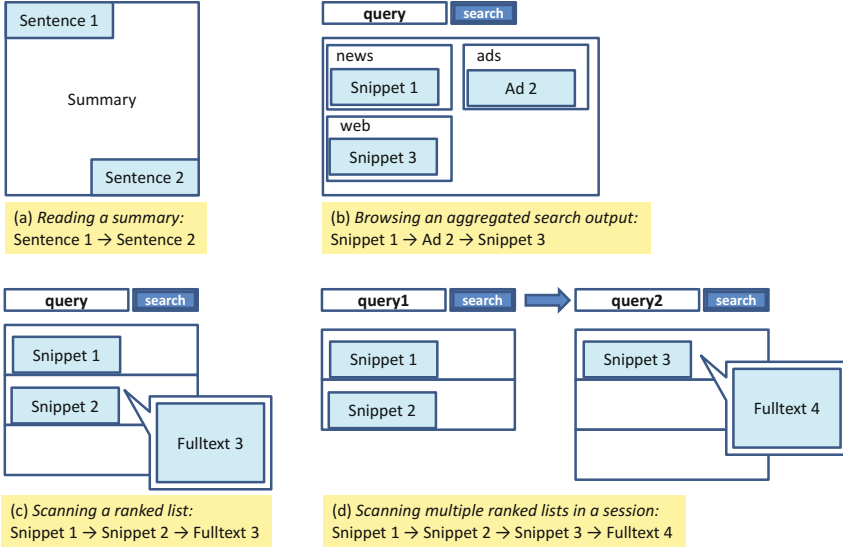 Sentence 1
Summary
Sentence 2
(a) Reading a summary:
Sentence 1 → Sentence 2
query search
news
Snippet 1
ads
Ad 2
web
Snippet 3
(b) Browsing an aggregated search output:
Snippet 1 → Ad 2 → Snippet 3
query search
Snippet 1
Snippet 2
Fulltext 3
(c) Scanning a ranked list:
Snippet 1 → Snippet 2 → Fulltext 3
query1 search
Snippet 1
Snippet 2
query2 search
Snippet 3
Fulltext 4
(d) Scanning multiple ranked lists in a session:
Snippet 1 → Snippet 2 → Snippet 3 → Fulltext 4